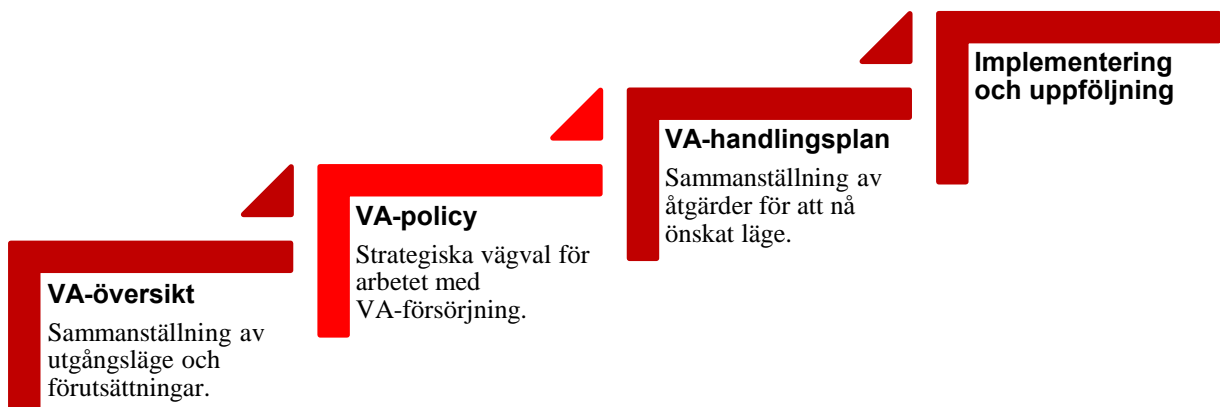 VA-översikt
Sammanställning av
utgångsläge och
förutsättningar.
VA-policy
Strategiska vägval för
arbetet med
VA-försörjning.
VA-handlingsplan
Sammanställning av
åtgärder för att nå
önskat läge.
Implementering
och uppföljning